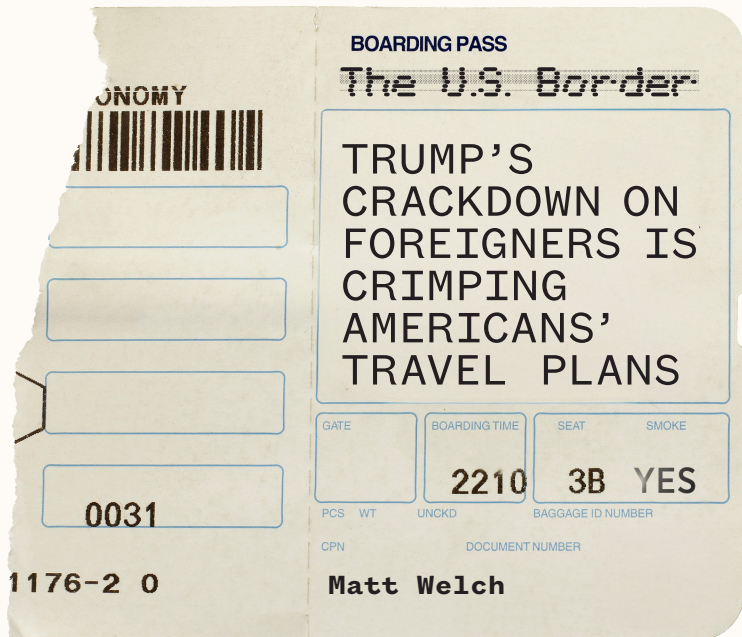 BOARDING PASS
The U.S. Border
ONOMY
TRUMP’S
CRACKDOWN ON
FOREIGNERS IS
CRIMPING
AMERICANS’
TRAVEL PLANS
GATE
BOARDING TIME
SEAT
SMOKE
2210
3B
YES
0031
PCS WT UNCKD BAGGAGE ID NUMBER
CPN DOCUMENT NUMBER
1176-2 0
Matt Welch